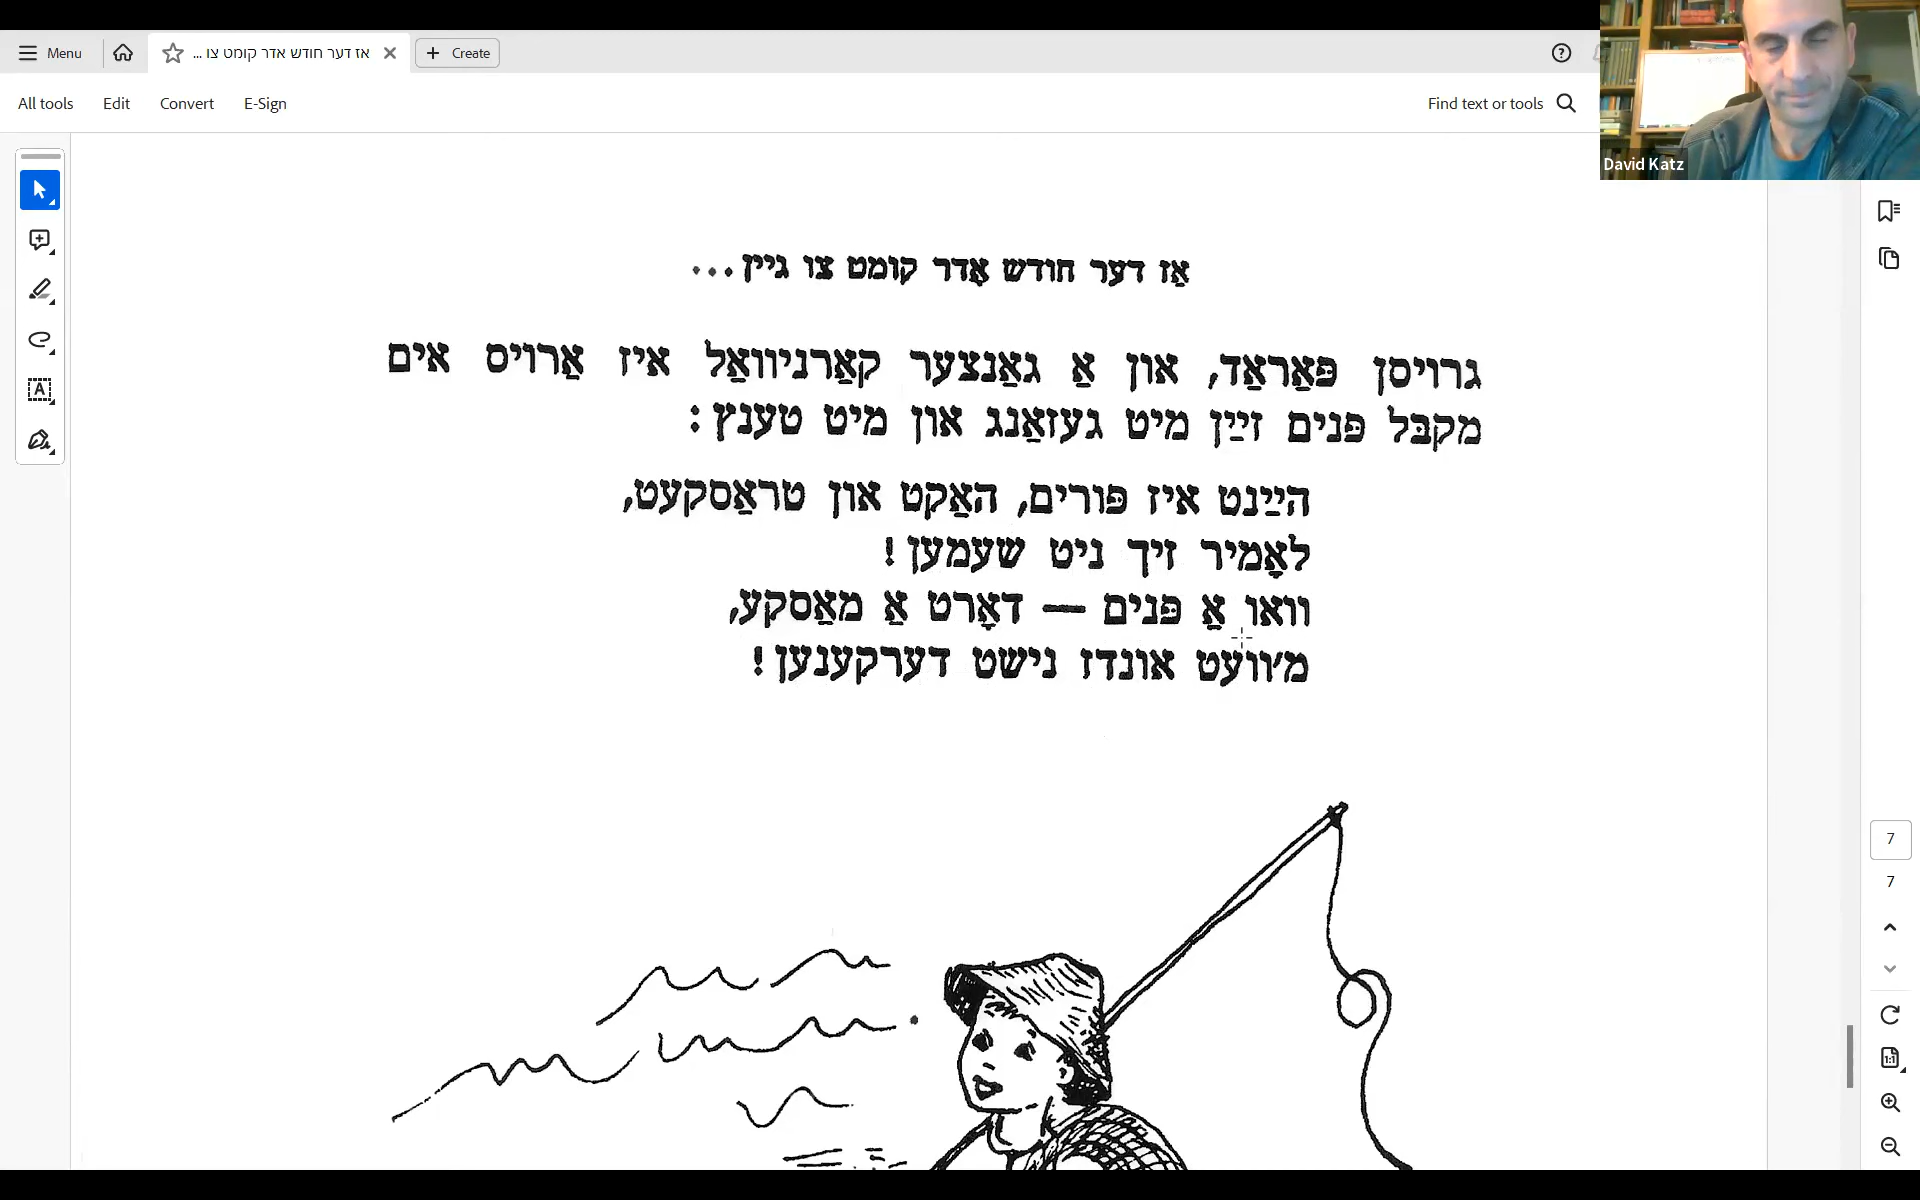 Menu
אז דער חודש אדר קומט צו ...
Create
All tools
Edit
Convert
E-Sign
Find text or tools
David Katz
אַז דער חודש אָדר קומט צו גיין...
גרויסן פּאַראַד, און אַ גאַנצער קאַרניוואַל איז אַרויס אים
מקבל פּנים זײַן מיט געזאַנג און מיט טענץ:
הײַנט איז פּורים, האַקט און טראַסקעט,
לאָמיר זיך ניט שעמען!
וואו אַ פּנים — דאָרט אַ מאַסקע,
מ׳וועט אונדז נישט דערקענען!
7
7